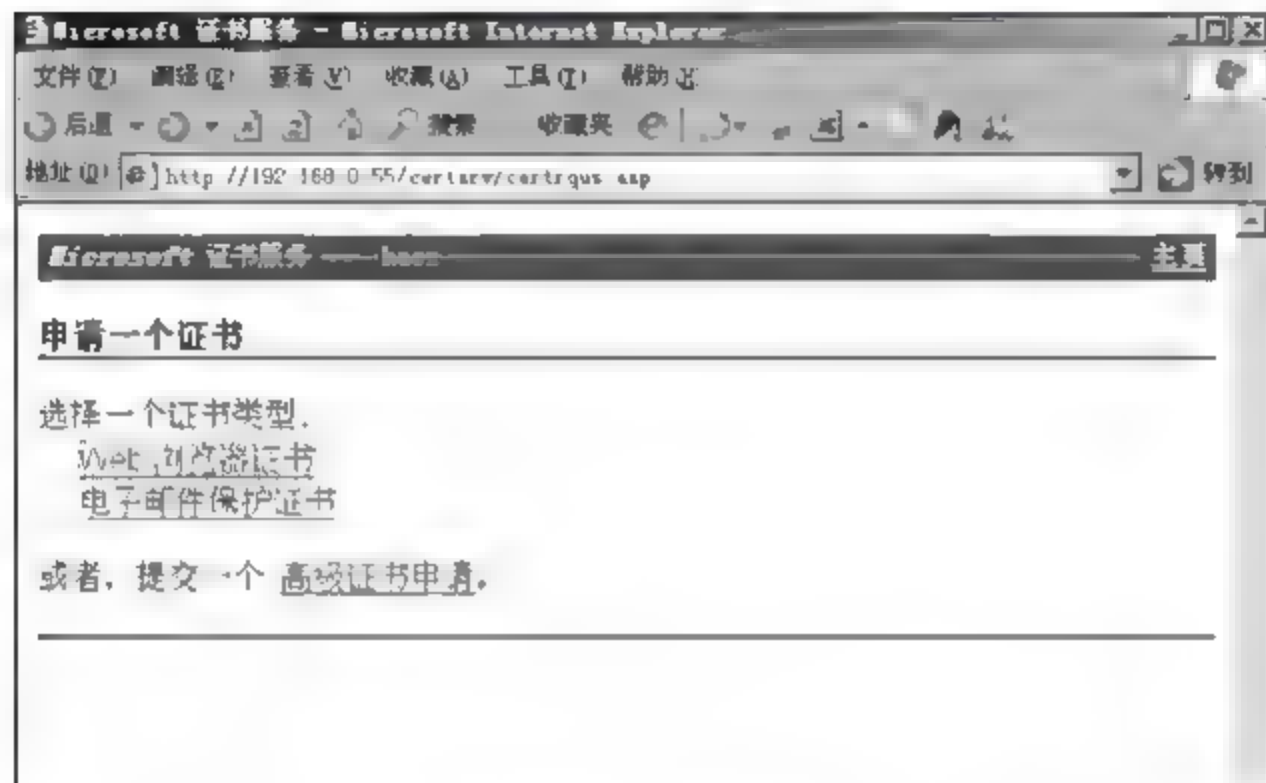 Microsoft 证书服务 - Microsoft Internet Explorer
文件(F) 编辑(E) 查看(V) 收藏(A) 工具(T) 帮助(H)
后退 搜索 收藏夹
地址(D) http://192.168.0.55/certsrv/certrqus.asp 转到
Microsoft 证书服务 -- 主页
申请一个证书
选择一个证书类型:
Web 浏览器证书
电子邮件保护证书
或者，提交一个 高级证书申请。